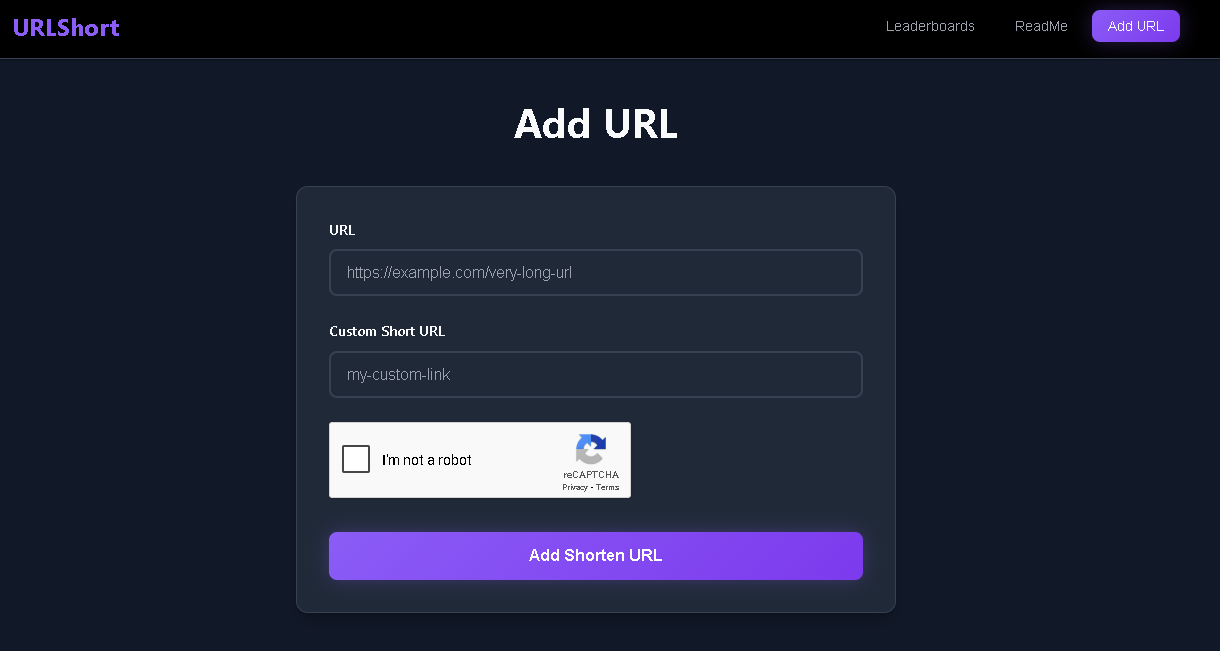 URLShort
Leaderboards
ReadMe
Add URL
Add URL
URL
https://example.com/very-long-url
Custom Short URL
my-custom-link
I'm not a robot
reCAPTCHA
Privacy - Terms
Add Shorten URL